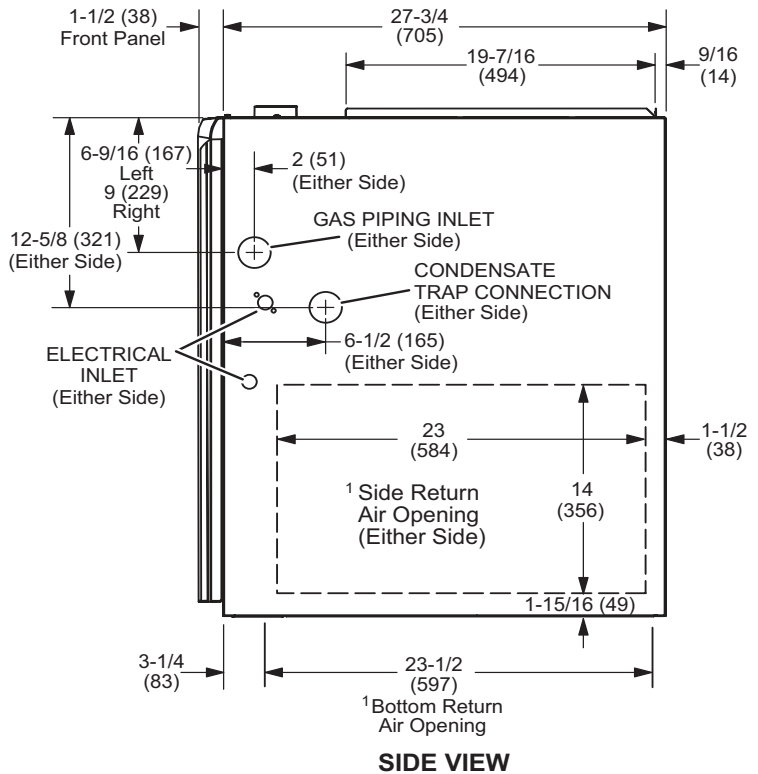 1-1/2 (38)
Front Panel
27-3/4
(705)
19-7/16
(494)
9/16
(14)
6-9/16 (167)
Left
9 (229)
Right
2 (51)
(Either Side)
12-5/8 (321)
(Either Side)
GAS PIPING INLET
(Either Side)
CONDENSATE
TRAP CONNECTION
(Either Side)
6-1/2 (165)
(Either Side)
ELECTRICAL
INLET
(Either Side)
23
(584)
1-1/2
(38)
1 Side Return
Air Opening
(Either Side)
14
(356)
1-15/16 (49)
3-1/4
(83)
23-1/2
(597)
1 Bottom Return
Air Opening
SIDE VIEW